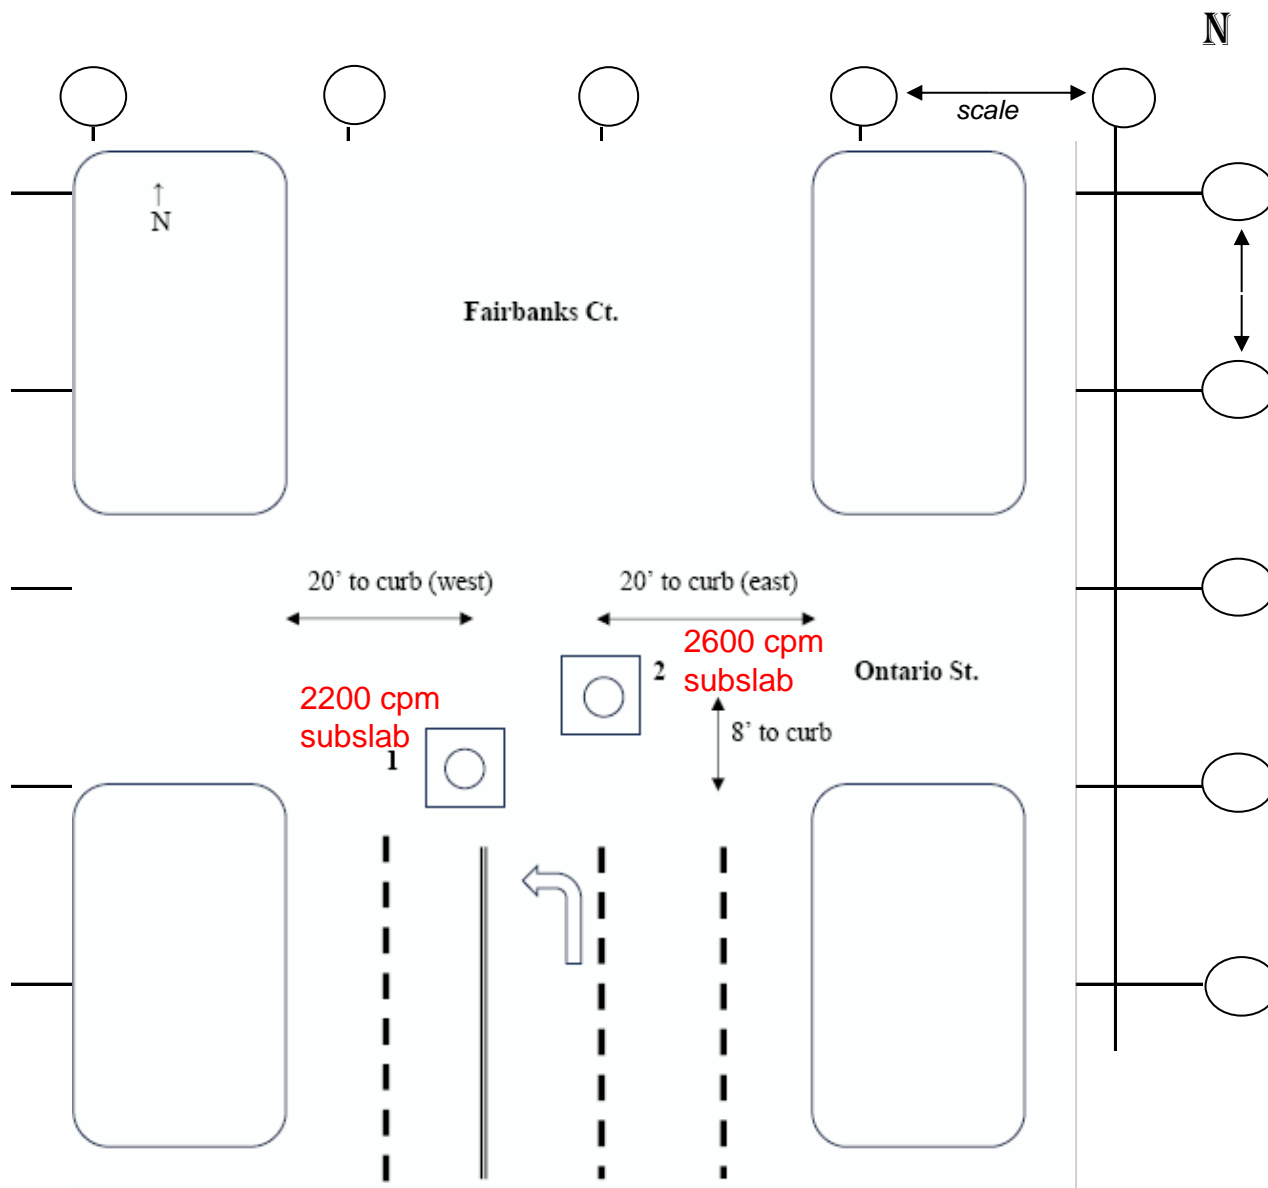 N
scale
↑
N
Fairbanks Ct.
20’ to curb (west)
20’ to curb (east)
2600 cpm
subslab
2
Ontario St.
2200 cpm
subslab
1
8’ to curb